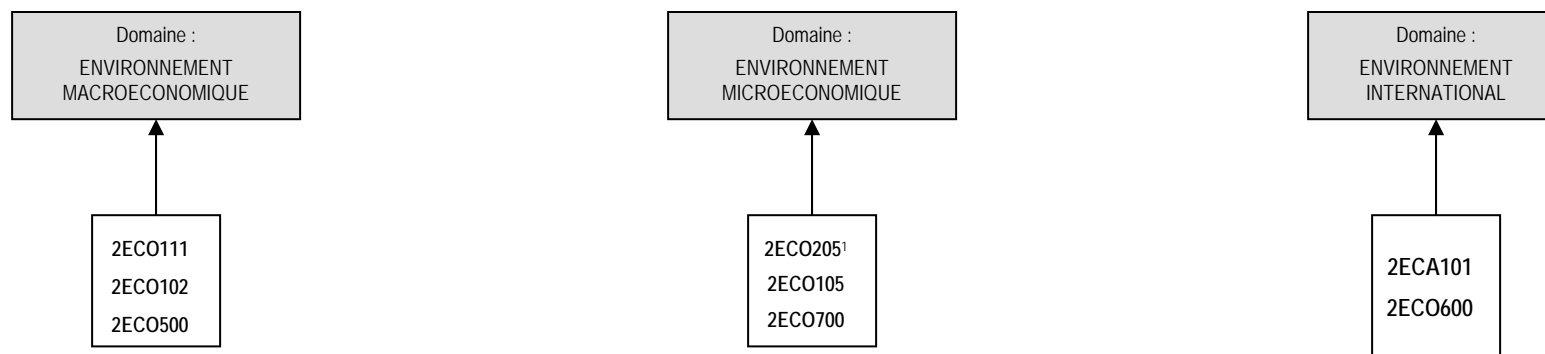 Domaine :
ENVIRONNEMENT
MACROECONOMIQUE
2ECO111
2ECO102
2ECO500
Domaine :
ENVIRONNEMENT
MICROECONOMIQUE
2ECO205¹
2ECO105
2ECO700
Domaine :
ENVIRONNEMENT
INTERNATIONAL
2ECA101
2ECO600